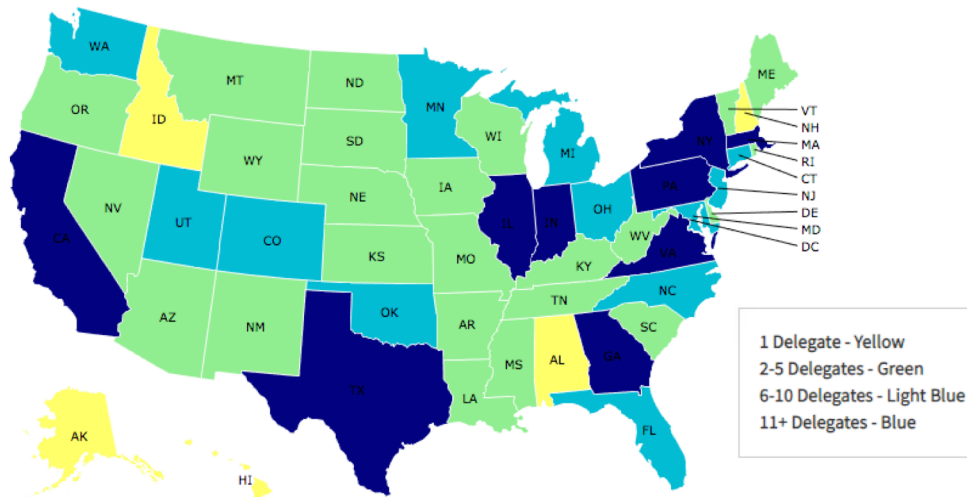 WA
MT
ND
MN
ME
OR
ID
WY
SD
WI
MI
NY
VT
NH
MA
RI
CT
NJ
DE
MD
DC
CA
NV
UT
CO
NE
KS
IA
MO
IL
IN
OH
PA
WV
VA
KY
NC
TN
SC
AZ
NM
OK
AR
TX
LA
MS
AL
GA
FL
AK
HI
1 Delegate - Yellow
2-5 Delegates - Green
6-10 Delegates - Light Blue
11+ Delegates - Blue